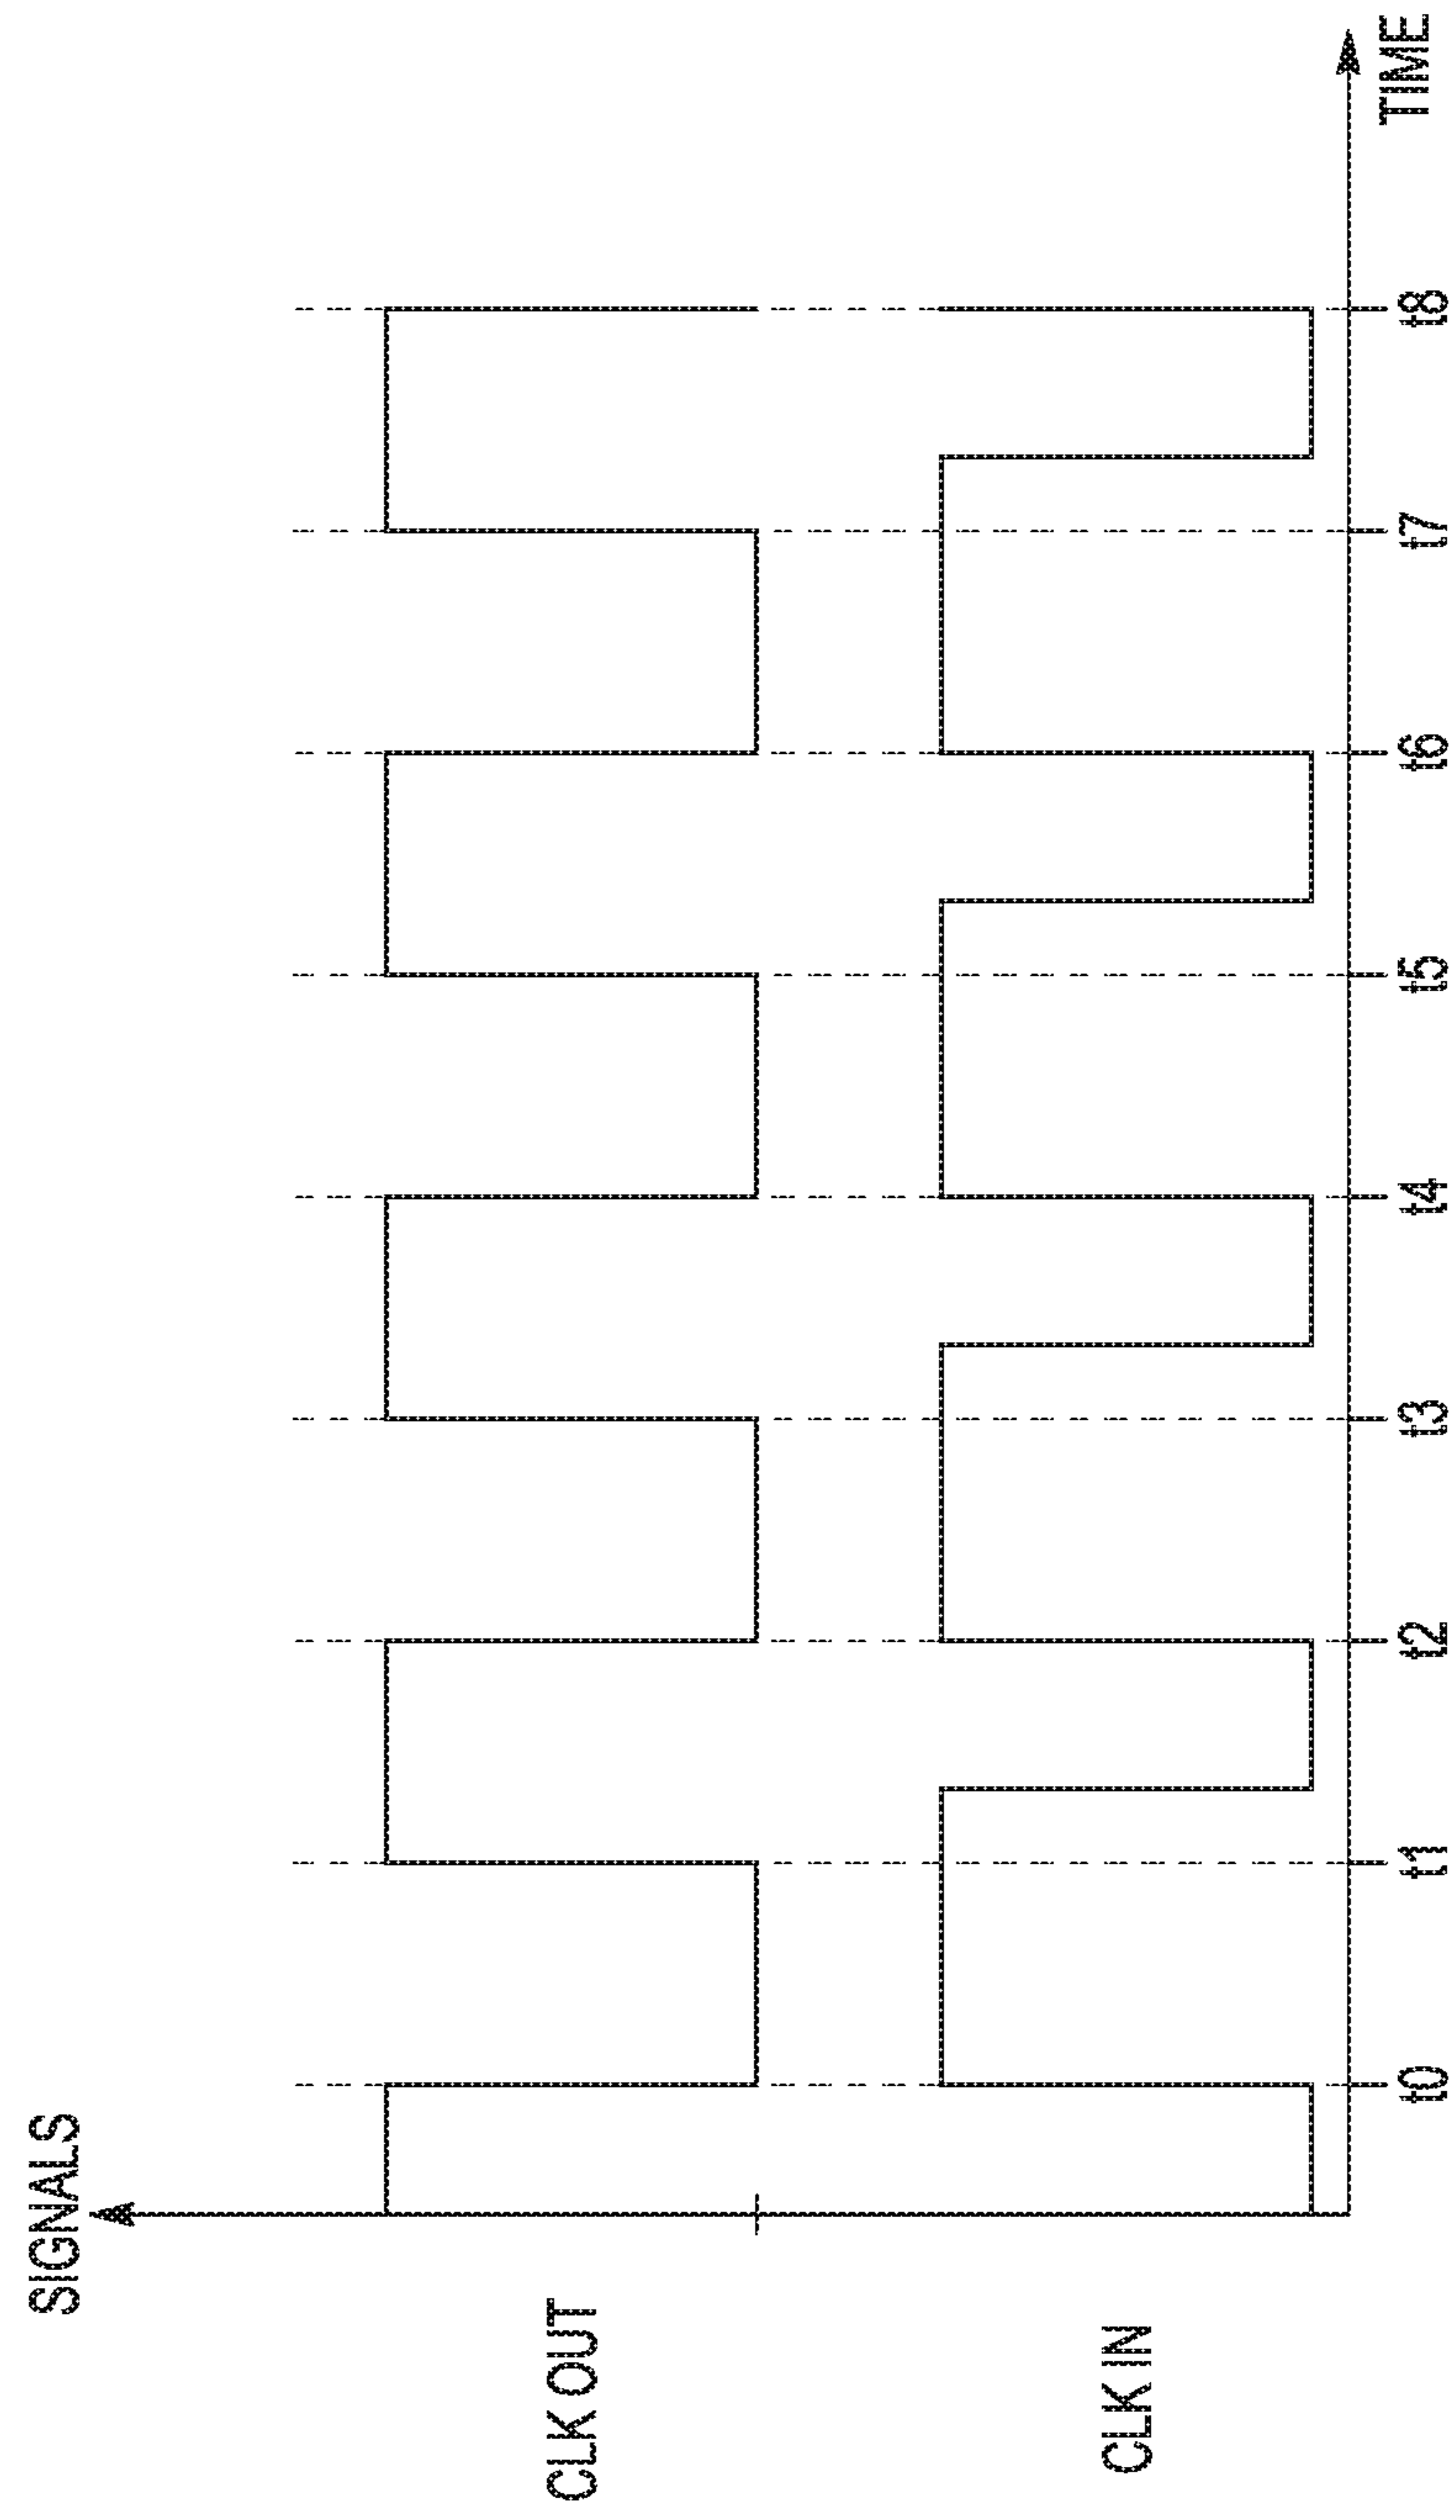 SIGNALS
CLK OUT
CLK IN
t0
t1
t2
t3
t4
t5
t6
t7
t8
TIME